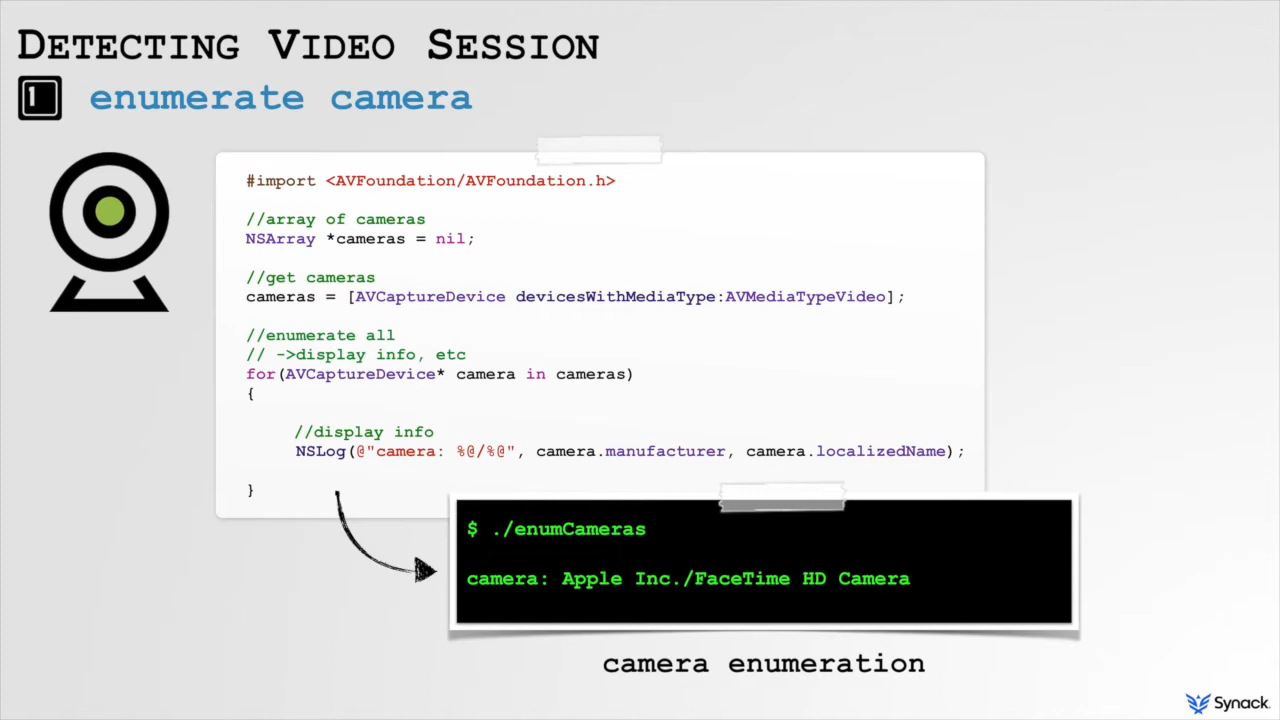 DETECTING VIDEO SESSION
1 enumerate camera
#import <AVFoundation/AVFoundation.h>
//array of cameras
NSArray *cameras = nil;
//get cameras
cameras = [AVCaptureDevice devicesWithMediaType:AVMediaTypeVideo];
//enumerate all
// ->display info, etc
for(AVCaptureDevice* camera in cameras)
{
//display info
NSLog(@"camera: %@/%@", camera.manufacturer, camera.localizedName);
}
$ ./enumCameras
camera: Apple Inc./FaceTime HD Camera
camera enumeration
Synack.